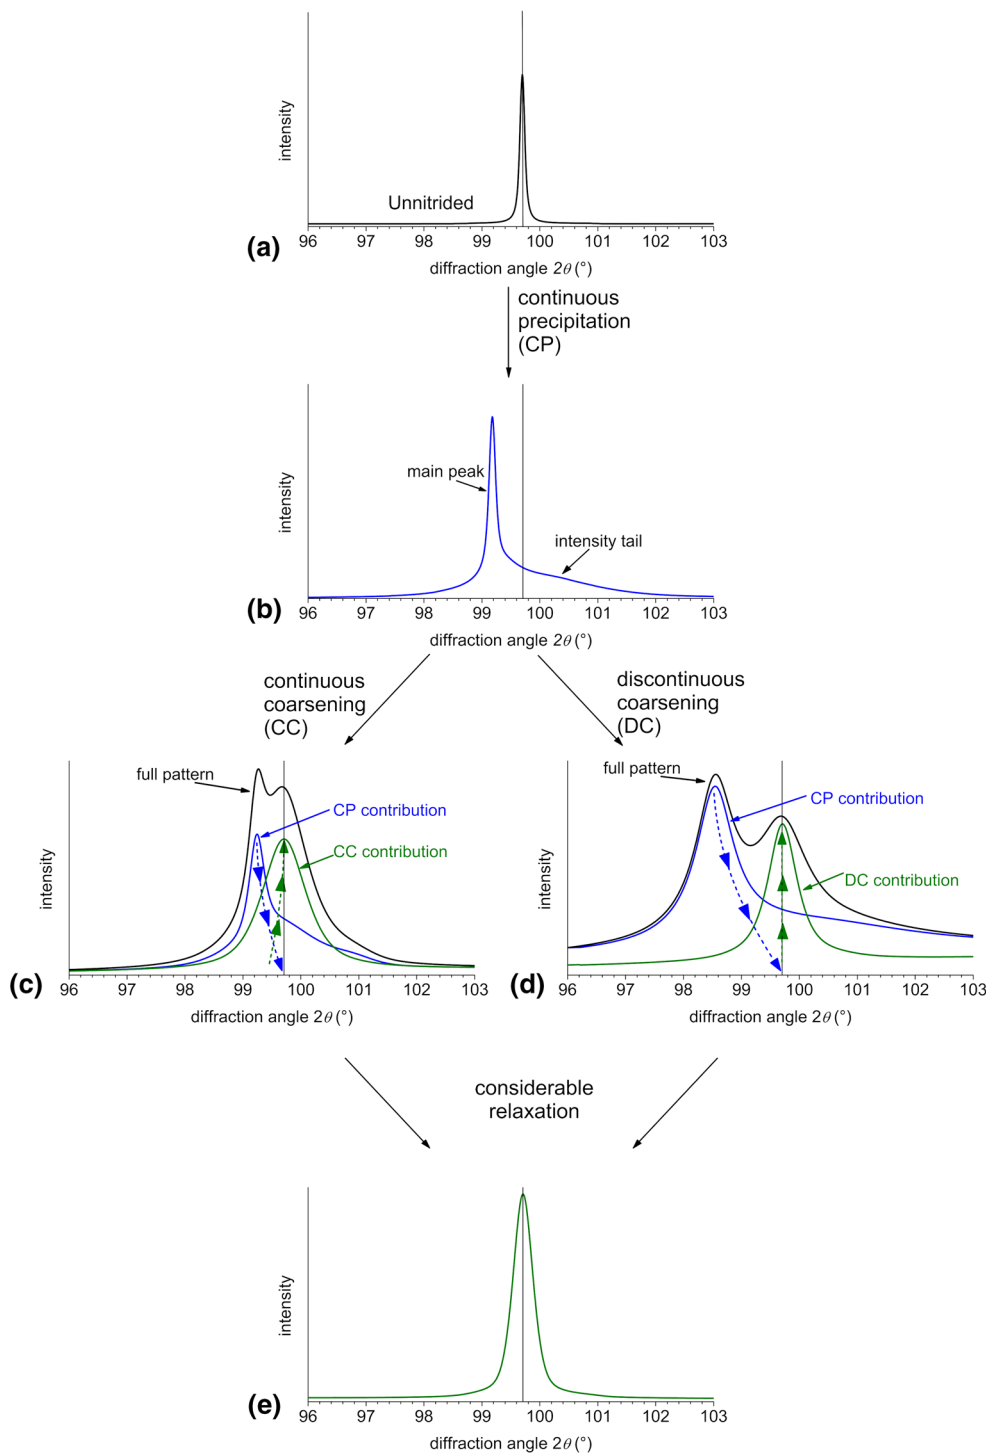 intensity
Unnitrided
96 97 98 99 100 101 102 103
(a)
diffraction angle 2θ (°)
continuous
precipitation
(CP)
intensity
main peak
intensity tail
96 97 98 99 100 101 102 103
(b)
diffraction angle 2θ (°)
continuous
coarsening
(CC)
discontinuous
coarsening
(DC)
intensity
full pattern
CP contribution
CC contribution
96 97 98 99 100 101 102 103
(c)
diffraction angle 2θ (°)
intensity
full pattern
CP contribution
DC contribution
96 97 98 99 100 101 102 103
(d)
diffraction angle 2θ (°)
considerable
relaxation
intensity
96 97 98 99 100 101 102 103
(e)
diffraction angle 2θ (°)